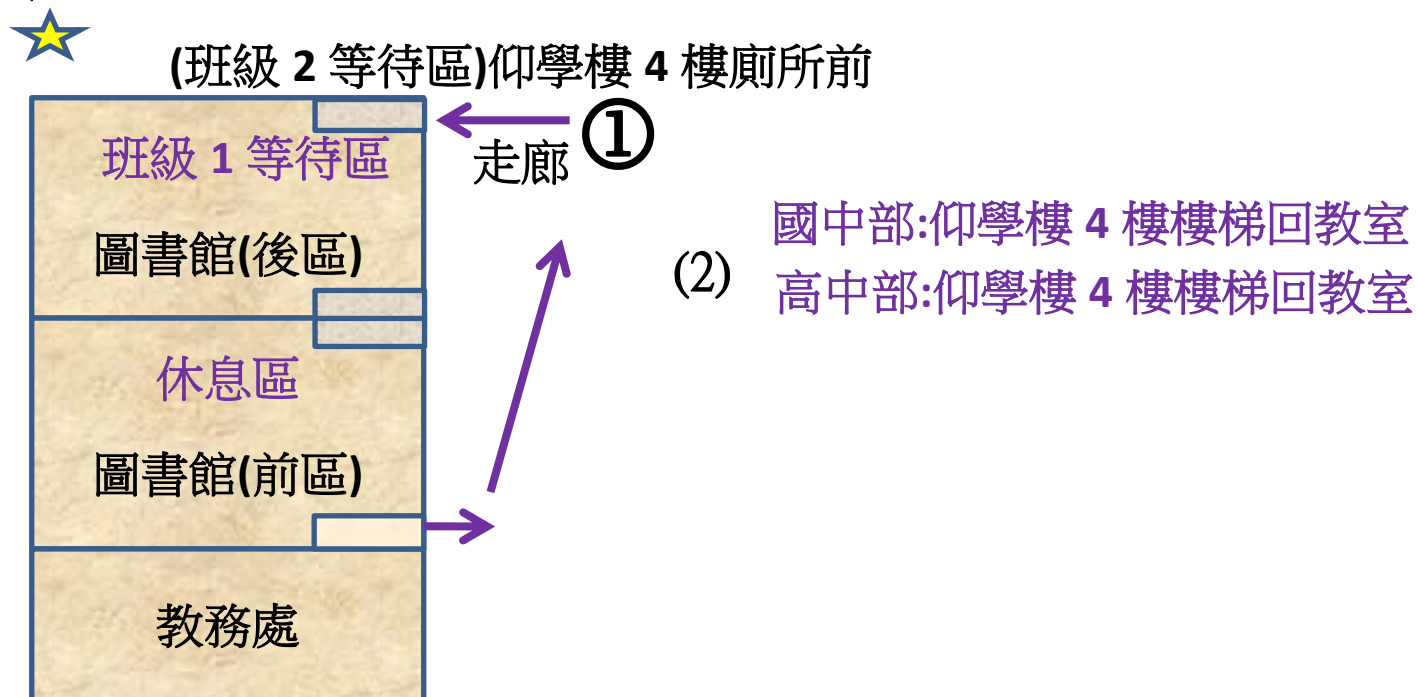 (班級 2 等待區)仰學樓 4 樓廁所前
班級 1 等待區
圖書館(後區)
走廊
①
(2)
國中部:仰學樓 4 樓樓梯回教室
高中部:仰學樓 4 樓樓梯回教室
休息區
圖書館(前區)
教務處